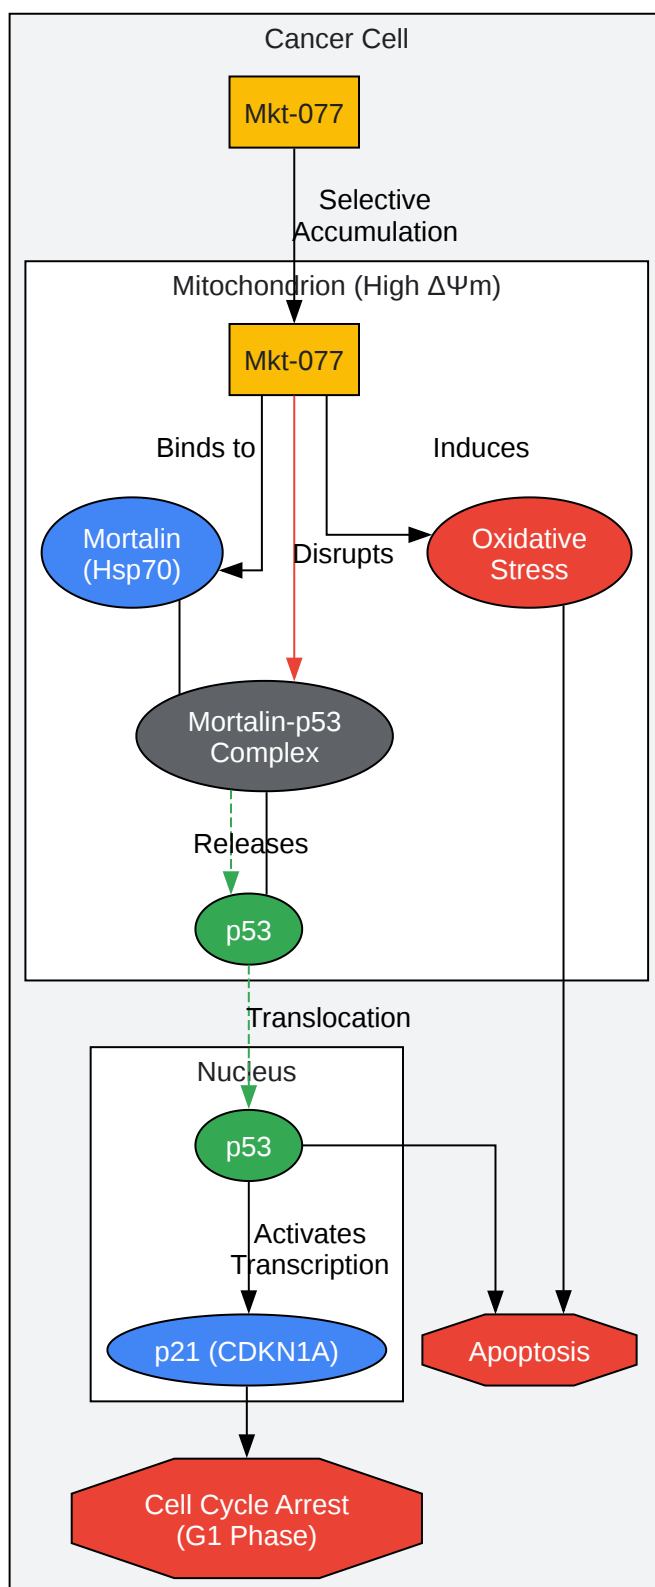 Cancer Cell
Mkt-077
Selective
Accumulation
Mitochondrion (High ΔΨm)
Mkt-077
Binds to
Induces
Mortalin
(Hsp70)
Disrupts
Oxidative
Stress
Mortalin-p53
Complex
Releases
p53
Translocation
Nucleus
p53
Activates
Transcription
p21 (CDKN1A)
Apoptosis
Cell Cycle Arrest
(G1 Phase)